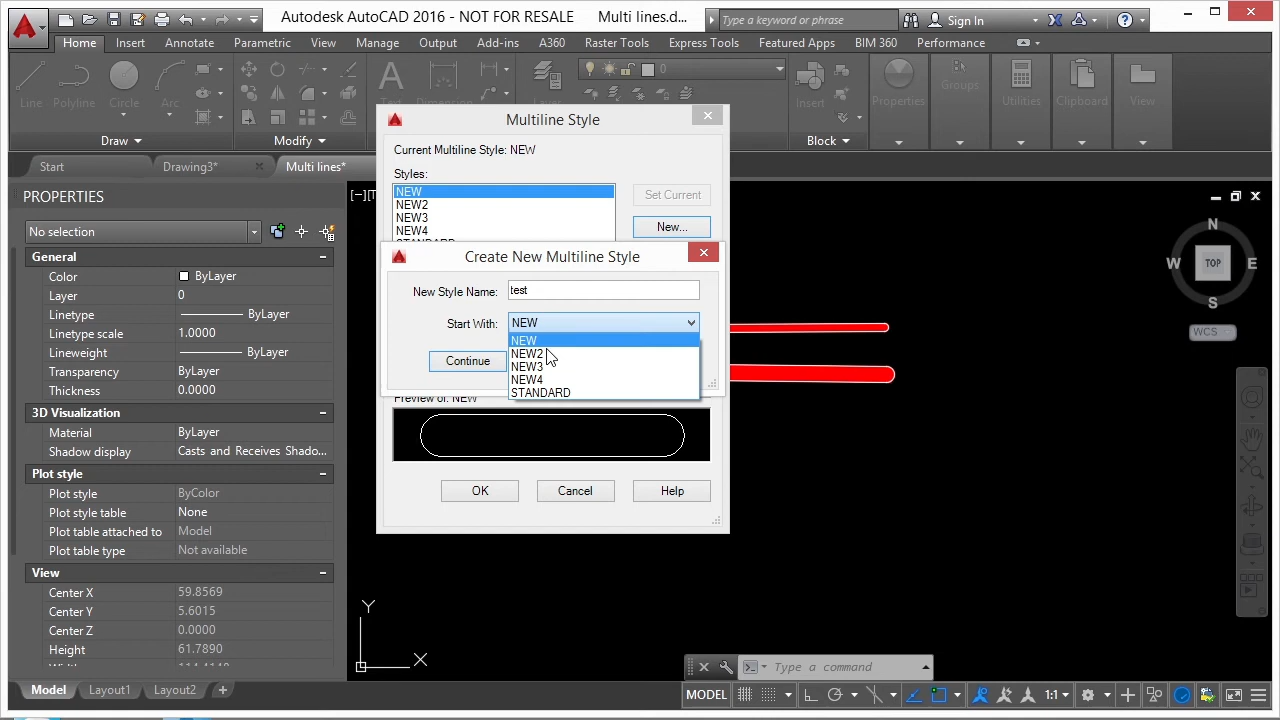 Autodesk AutoCAD 2016 - NOT FOR RESALE Multi lines.d... Type a keyword or phrase Sign In
Home Insert Annotate Parametric View Manage Output Add-ins A360 Raster Tools Express Tools Featured Apps BIM 360 Performance
0
Line Polyline Circle Arc Text Dimension Layer Insert Properties Groups Utilities Clipboard View
Draw Modify Block
Start Drawing3* Multi lines*
PROPERTIES
No selection
General
Color ByLayer
Layer 0
Linetype ByLayer
Linetype scale 1.0000
Lineweight ByLayer
Transparency ByLayer
Thickness 0.0000
3D Visualization
Material ByLayer
Shadow display Casts and Receives Shado...
Plot style
Plot style ByColor
Plot style table None
Plot table attached to Model
Plot table type Not available
View
Center X 59.8569
Center Y 5.6015
Center Z 0.0000
Height 61.7890
Width 114.4148
[−][T
Multiline Style
Current Multiline Style: NEW
Styles:
NEW
NEW2
NEW3
NEW4
STANDARD
Set Current
New...
Create New Multiline Style
New Style Name: test
Start With: NEW
NEW
NEW2
NEW3
NEW4
STANDARD
Continue
Preview of: NEW
OK Cancel Help
N
W TOP E
S
WCS
Y
X
Type a command
Model Layout1 Layout2 +
MODEL 1:1